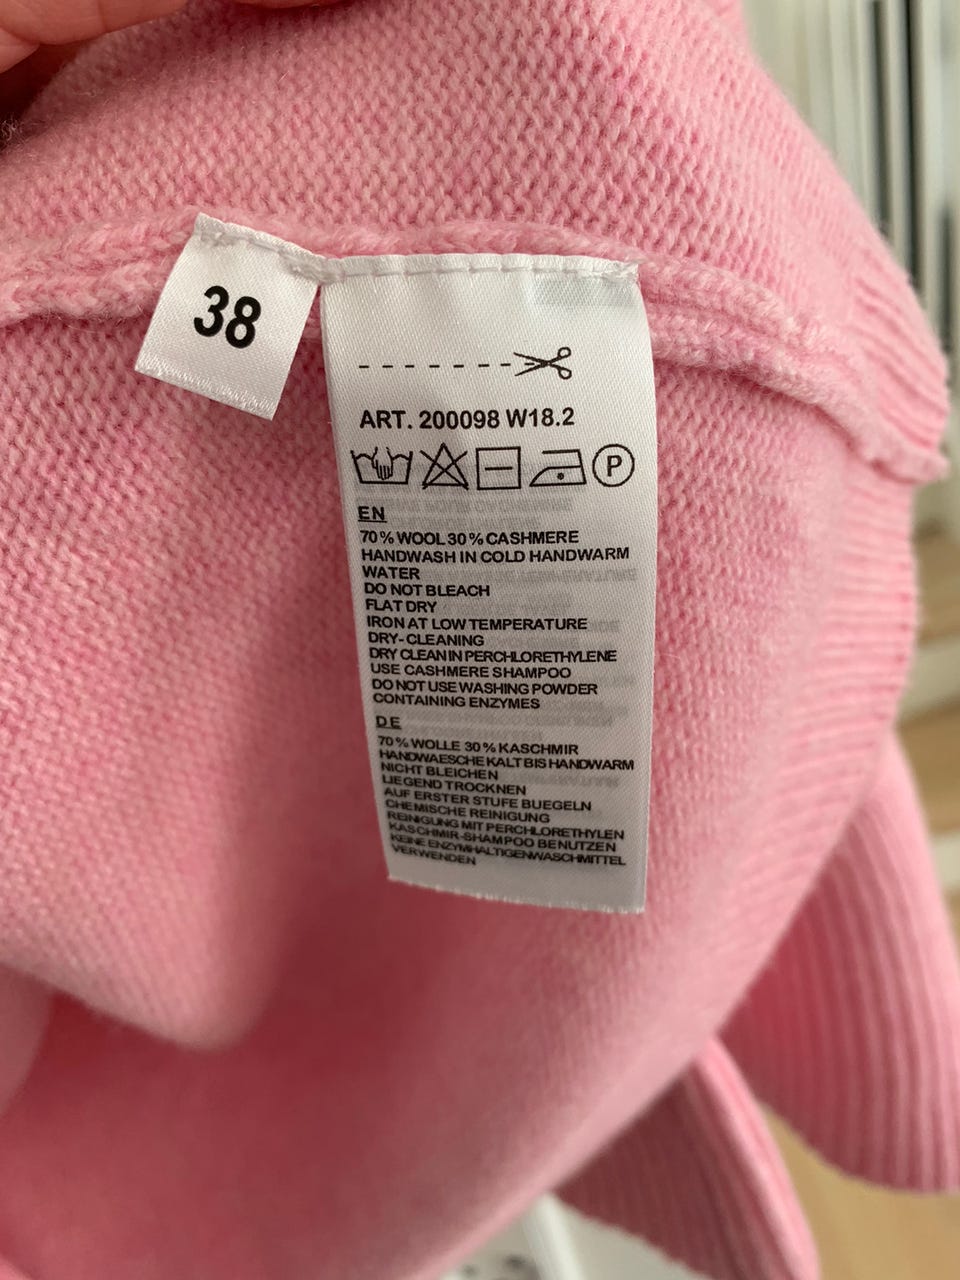 38
ART. 200098 W18.2
P
EN
70% WOOL 30% CASHMERE
HANDWASH IN COLD HANDWARM
WATER
DO NOT BLEACH
FLAT DRY
IRON AT LOW TEMPERATURE
DRY-CLEANING
DRY CLEAN IN PERCHLORETHYLENE
USE CASHMERE SHAMPOO
DO NOT USE WASHING POWDER
CONTAINING ENZYMES
DE
70% WOLLE 30% KASCHMIR
HANDWAESCHE KALT BIS HANDWARM
NICHT BLEICHEN
LIEGEND TROCKNEN
AUF ERSTER STUFE BUEGELN
CHEMISCHE REINIGUNG
REINIGUNG MIT PERCHLORETHYLEN
KASCHMIR-SHAMPOO BENUTZEN
KEINE ENZYMHALTIGENWASCHMITTEL
VERWENDEN